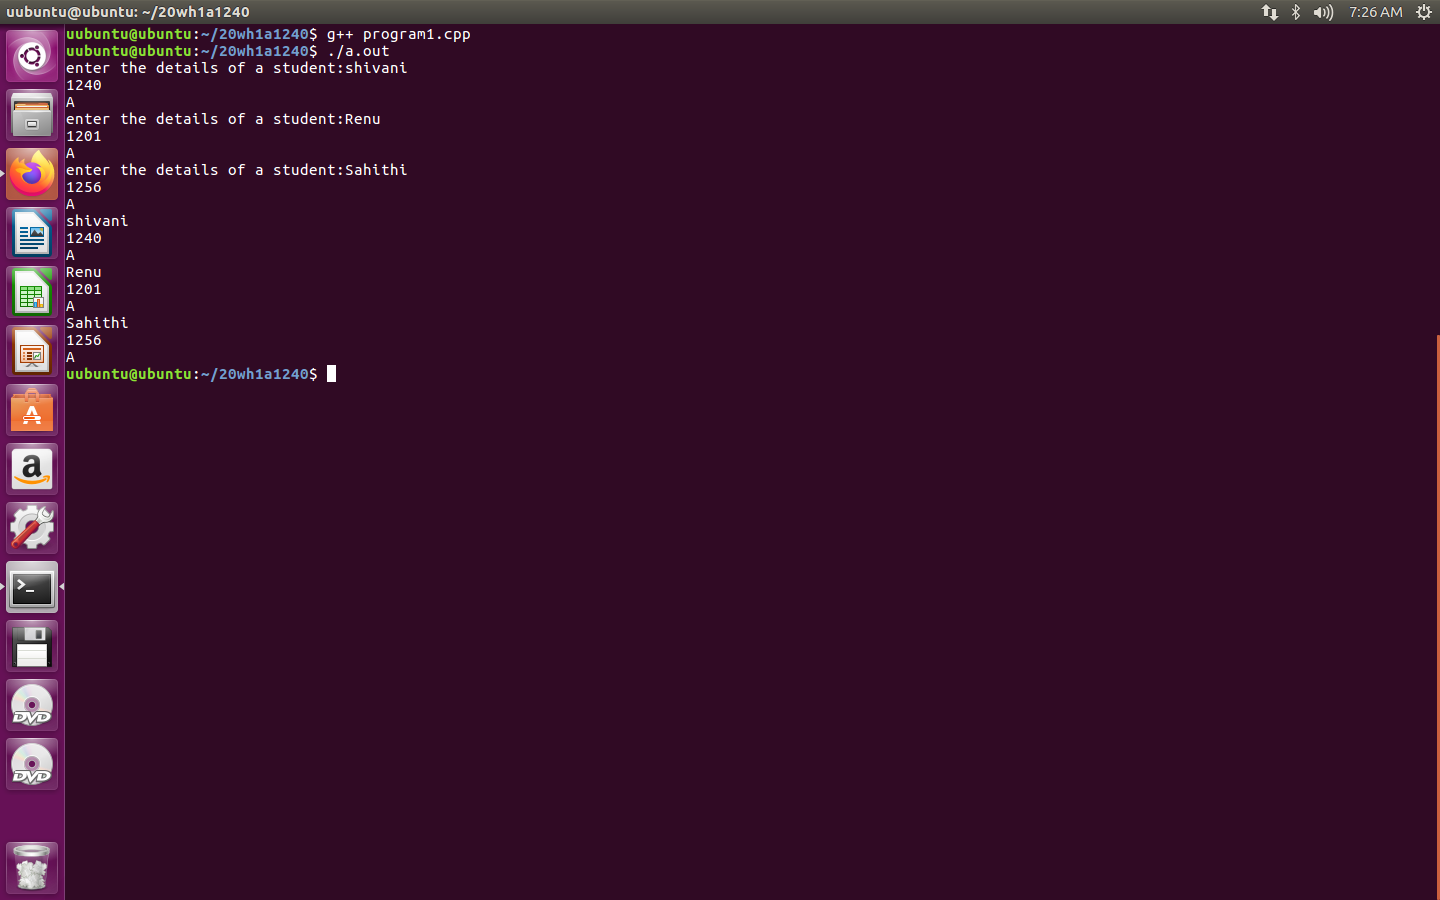 uubuntu@ubuntu: ~/20wh1a1240
7:26 AM
uubuntu@ubuntu:~/20wh1a1240$ g++ program1.cpp
uubuntu@ubuntu:~/20wh1a1240$ ./a.out
enter the details of a student:shivani
1240
A
enter the details of a student:Renu
1201
A
enter the details of a student:Sahithi
1256
A
shivani
1240
A
Renu
1201
A
Sahithi
1256
A
uubuntu@ubuntu:~/20wh1a1240$
A
a
>_
DVD
DVD